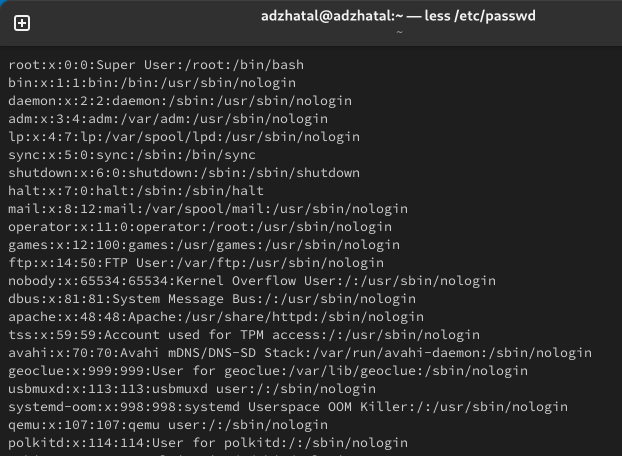 adzhatal@adzhatal:~ — less /etc/passwd
~
root:x:0:0:Super User:/root:/bin/bash
bin:x:1:1:bin:/bin:/usr/sbin/nologin
daemon:x:2:2:daemon:/sbin:/usr/sbin/nologin
adm:x:3:4:adm:/var/adm:/usr/sbin/nologin
lp:x:4:7:lp:/var/spool/lpd:/usr/sbin/nologin
sync:x:5:0:sync:/sbin:/bin/sync
shutdown:x:6:0:shutdown:/sbin:/sbin/shutdown
halt:x:7:0:halt:/sbin:/sbin/halt
mail:x:8:12:mail:/var/spool/mail:/usr/sbin/nologin
operator:x:11:0:operator:/root:/usr/sbin/nologin
games:x:12:100:games:/usr/games:/usr/sbin/nologin
ftp:x:14:50:FTP User:/var/ftp:/usr/sbin/nologin
nobody:x:65534:65534:Kernel Overflow User:/:/usr/sbin/nologin
dbus:x:81:81:System Message Bus:/:/usr/sbin/nologin
apache:x:48:48:Apache:/usr/share/httpd:/sbin/nologin
tss:x:59:59:Account used for TPM access:/:/usr/sbin/nologin
avahi:x:70:70:Avahi mDNS/DNS-SD Stack:/var/run/avahi-daemon:/sbin/nologin
geoclue:x:999:999:User for geoclue:/var/lib/geoclue:/sbin/nologin
usbmuxd:x:113:113:usbmuxd user:/:/sbin/nologin
systemd-oom:x:998:998:systemd Userspace OOM Killer:/:/usr/sbin/nologin
qemu:x:107:107:qemu user:/:/sbin/nologin
polkitd:x:114:114:User for polkitd:/:/sbin/nologin